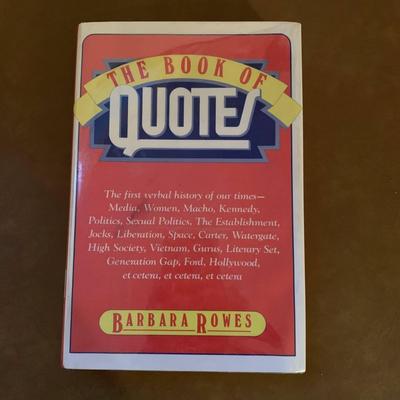 THE BOOK OF
QUOTES
The first verbal history of our times—
Media, Women, Macho, Kennedy,
Politics, Sexual Politics, The Establishment,
Jocks, Liberation, Space, Carter, Watergate,
High Society, Vietnam, Gurus, Literary Set,
Generation Gap, Ford, Hollywood,
et cetera, et cetera, et cetera
BARBARA ROWES